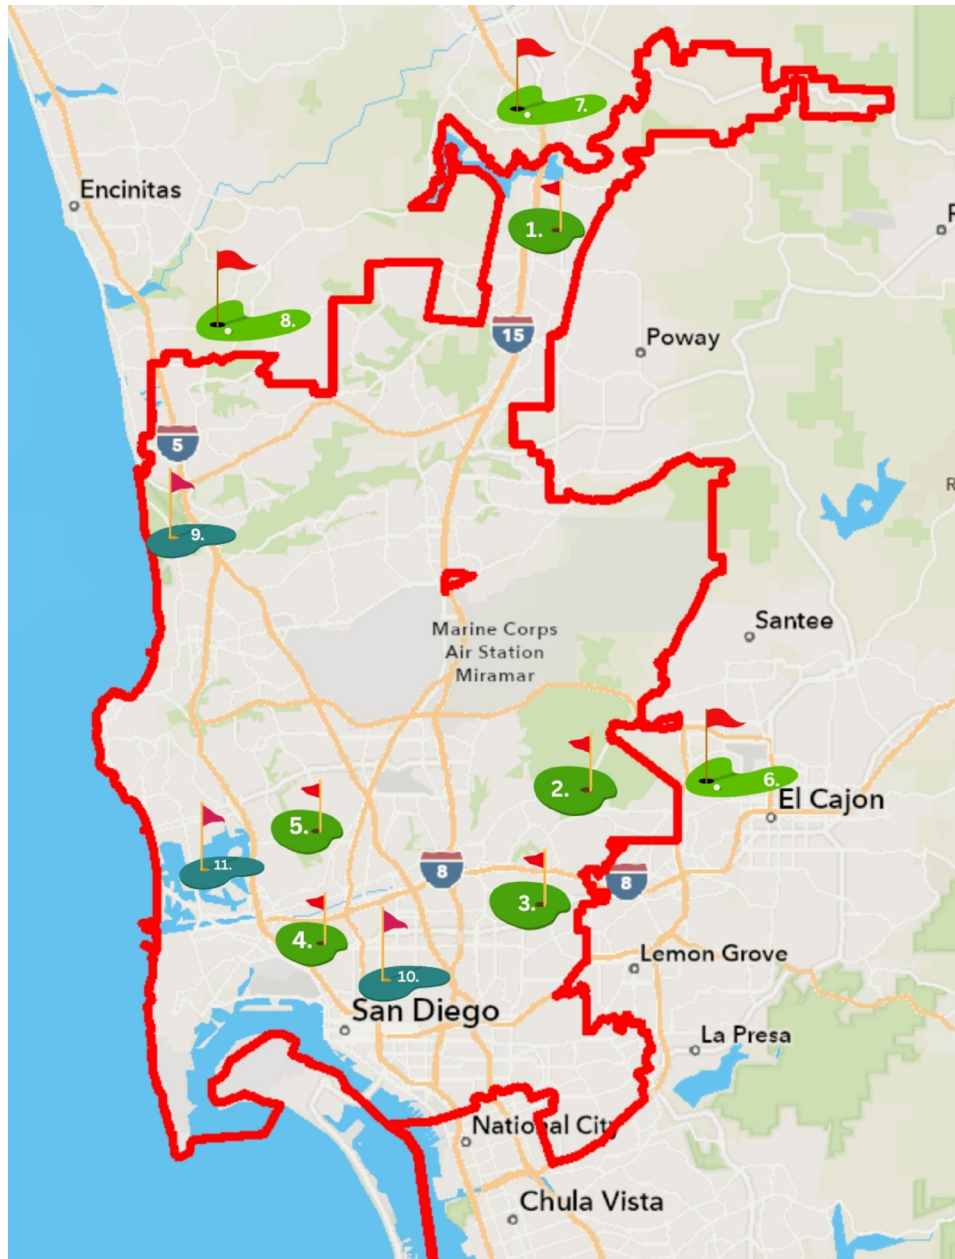 7.
Encinitas
1.
R
8.
15
Poway
5
R
9.
Santee
Marine Corps
Air Station
Miramar
2.
6.
El Cajon
5.
11.
8
8
3.
4.
Lemon Grove
10.
San Diego
La Presa
National City
Chula Vista